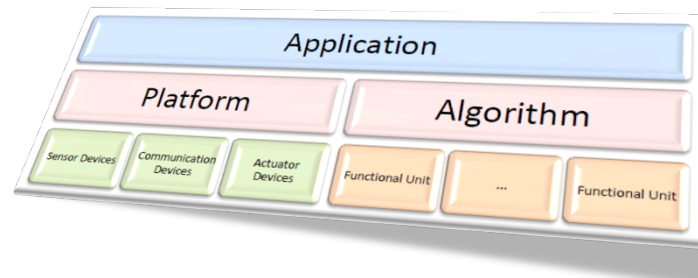 Application
Platform
Algorithm
Sensor Devices
Communication
Devices
Actuator
Devices
Functional Unit
...
Functional Unit